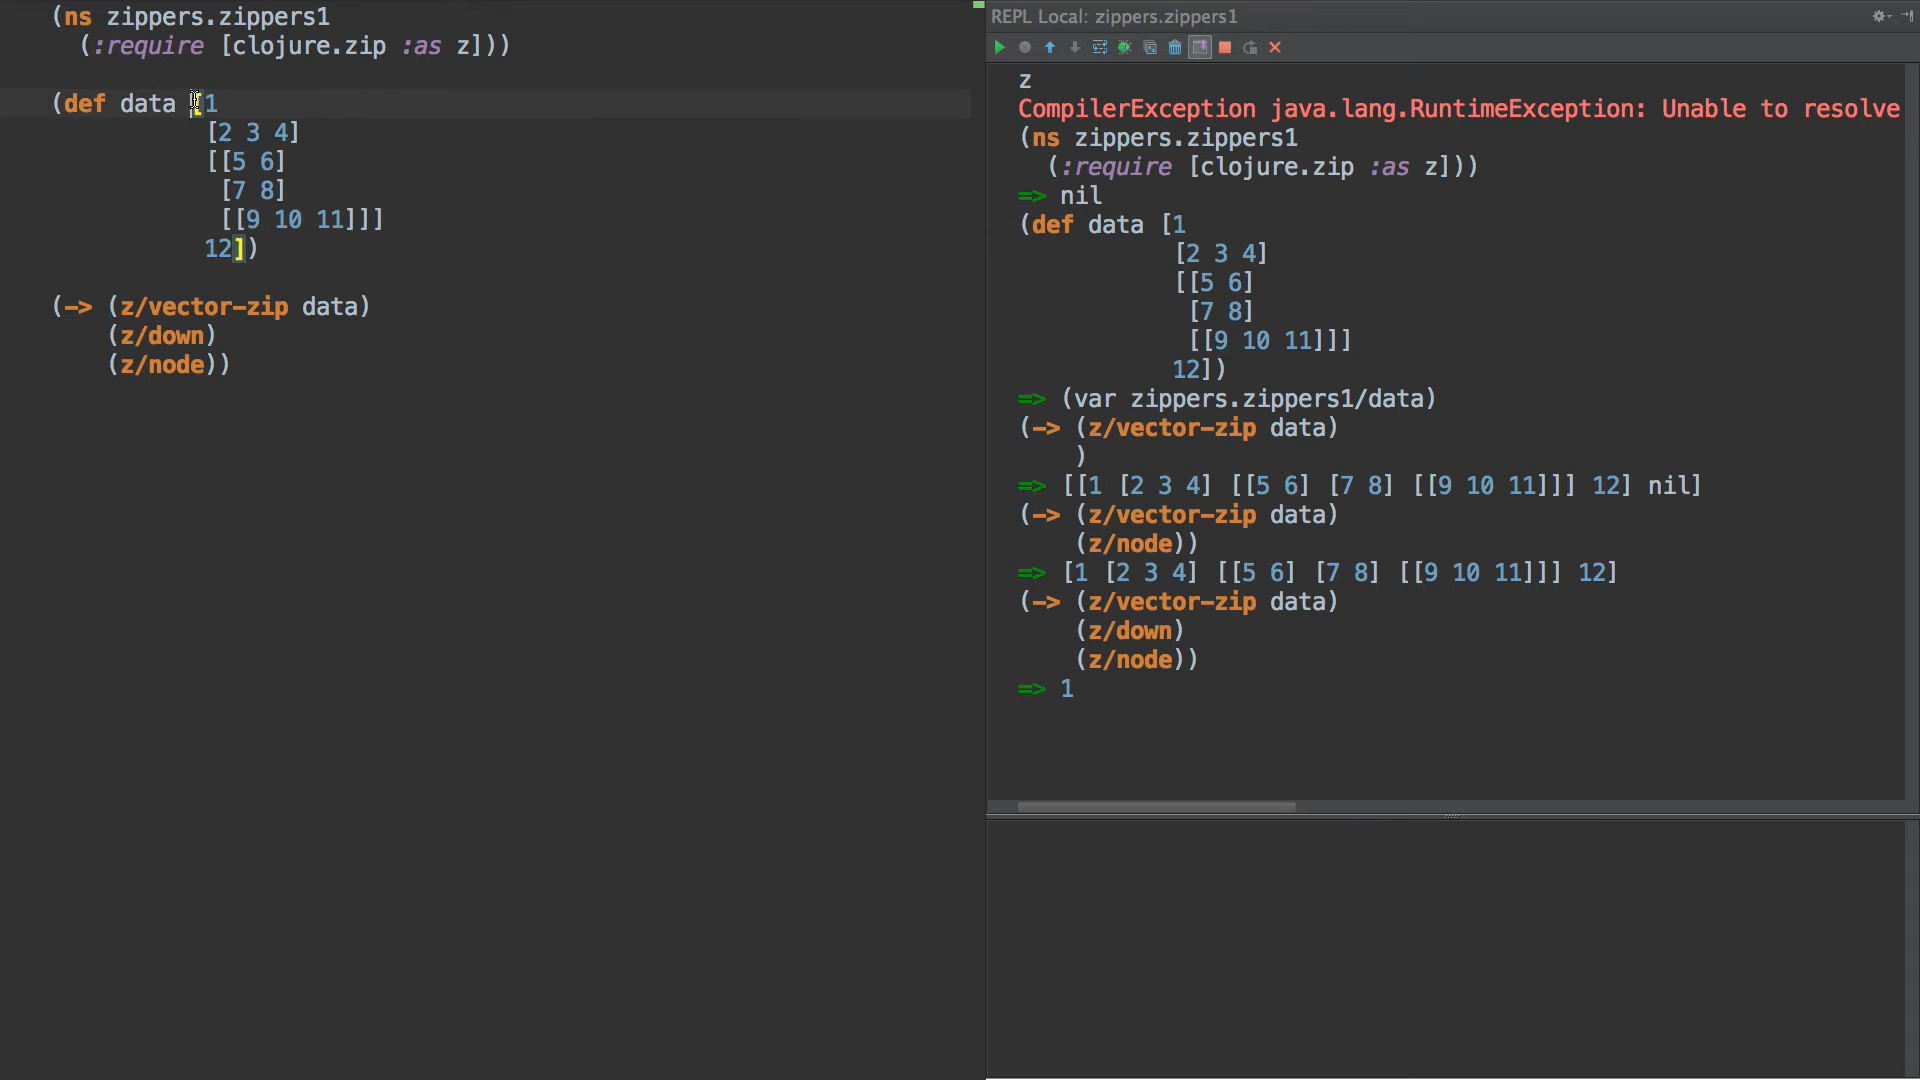 (ns zippers.zippers1
  (:require [clojure.zip :as z]))
(def data [1
           [2 3 4]
           [[5 6]
            [7 8]
            [[9 10 11]]]
           12])
(-> (z/vector-zip data)
    (z/down)
    (z/node))
REPL Local: zippers.zippers1
z
CompilerException java.lang.RuntimeException: Unable to resolve
(ns zippers.zippers1
  (:require [clojure.zip :as z]))
=> nil
(def data [1
           [2 3 4]
           [[5 6]
            [7 8]
            [[9 10 11]]]
           12])
=> (var zippers.zippers1/data)
(-> (z/vector-zip data)
    )
=> [[1 [2 3 4] [[5 6] [7 8] [[9 10 11]]] 12] nil]
(-> (z/vector-zip data)
    (z/node))
=> [1 [2 3 4] [[5 6] [7 8] [[9 10 11]]] 12]
(-> (z/vector-zip data)
    (z/down)
    (z/node))
=> 1